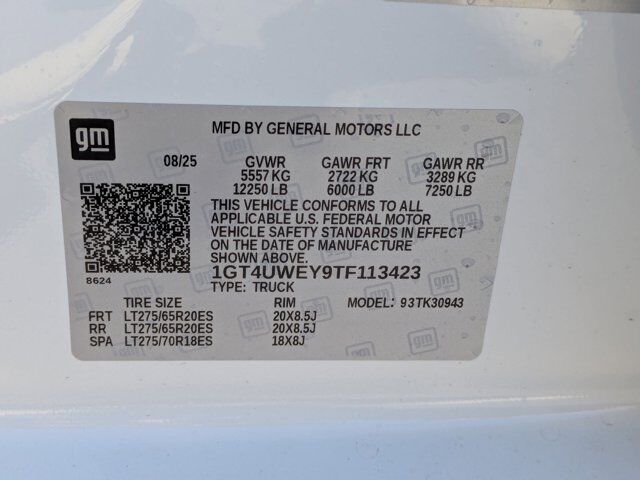 gm
MFD BY GENERAL MOTORS LLC
08/25 GVWR GAWR FRT GAWR RR
5557 KG 2722 KG 3289 KG
12250 LB 6000 LB 7250 LB
THIS VEHICLE CONFORMS TO ALL
APPLICABLE U.S. FEDERAL MOTOR
VEHICLE SAFETY STANDARDS IN EFFECT
ON THE DATE OF MANUFACTURE
SHOWN ABOVE.
8624
1GT4UWEY9TF113423
TYPE: TRUCK MODEL: 93TK30943
TIRE SIZE RIM
FRT LT275/65R20ES 20X8.5J
RR LT275/65R20ES 20X8.5J
SPA LT275/70R18ES 18X8J